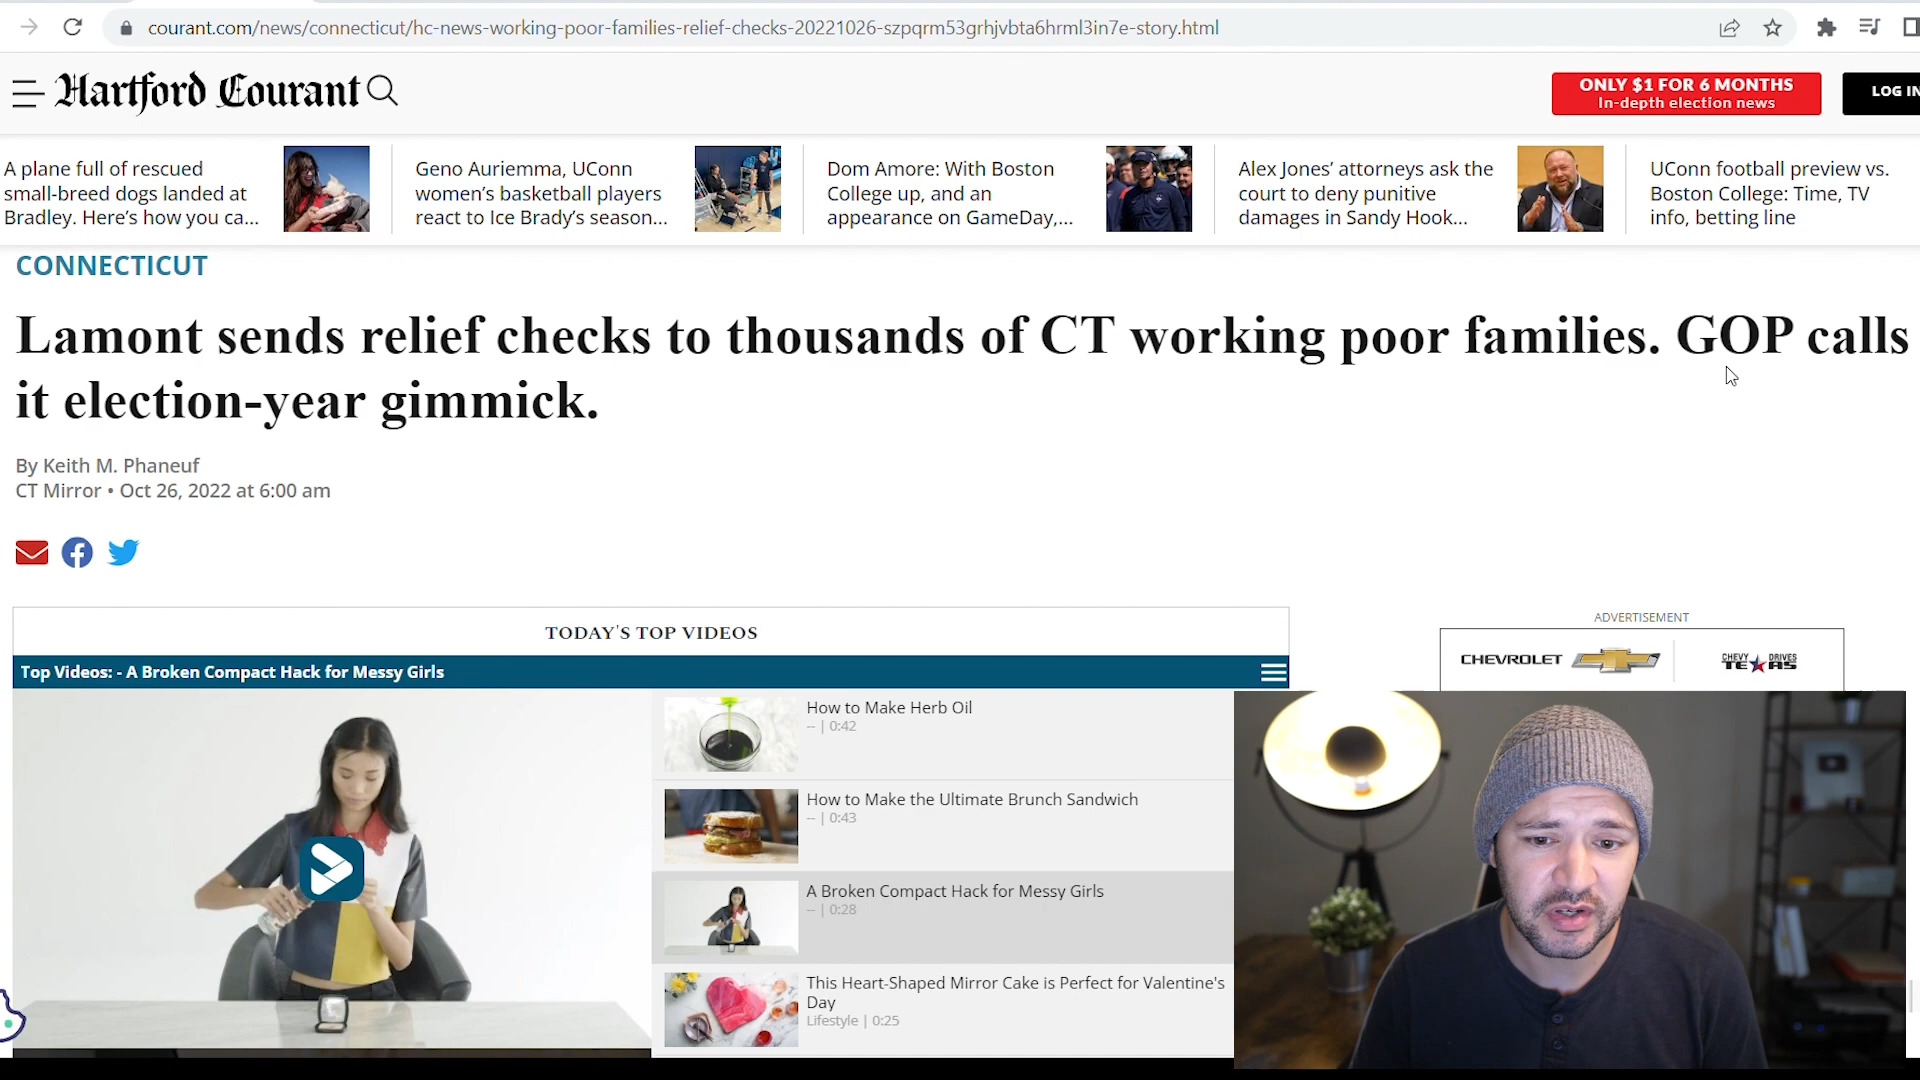 courant.com/news/connecticut/hc-news-working-poor-families-relief-checks-20221026-szpqrm53grhjvbta6hrml3in7e-story.html
Hartford Courant
ONLY $1 FOR 6 MONTHS
In-depth election news
LOG IN
A plane full of rescued
small-breed dogs landed at
Bradley. Here’s how you ca...
Geno Auriemma, UConn
women’s basketball players
react to Ice Brady’s season...
Dom Amore: With Boston
College up, and an
appearance on GameDay,...
Alex Jones’ attorneys ask the
court to deny punitive
damages in Sandy Hook...
UConn football preview vs.
Boston College: Time, TV
info, betting line
CONNECTICUT
Lamont sends relief checks to thousands of CT working poor families. GOP calls
it election-year gimmick.
By Keith M. Phaneuf
CT Mirror • Oct 26, 2022 at 6:00 am
TODAY'S TOP VIDEOS
Top Videos: - A Broken Compact Hack for Messy Girls
How to Make Herb Oil
-- | 0:42
How to Make the Ultimate Brunch Sandwich
-- | 0:43
A Broken Compact Hack for Messy Girls
-- | 0:28
This Heart-Shaped Mirror Cake is Perfect for Valentine's
Day
Lifestyle | 0:25
ADVERTISEMENT
CHEVROLET
CHEVY DRIVES
TEXAS